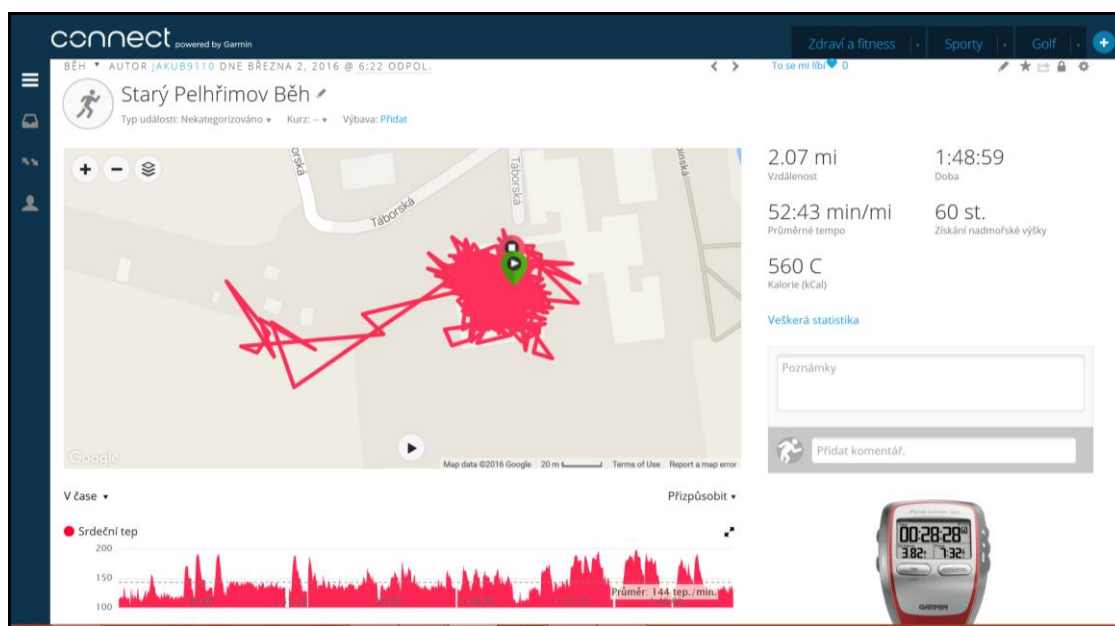 connect powered by Garmin
Zdraví a fitness
Sporty
Golf
BĚH ▾ AUTOR JAKUB9110 DNE BŘEZNA 2, 2016 @ 6:22 ODPOL.
To se mi líbí 0
Starý Pelhřimov Běh
Typ události: Nekategorizováno ▾ Kurz: -- ▾ Výbava: Přidat
Táborská
Táborská
Google
Map data ©2016 Google 20 m Terms of Use Report a map error
2.07 mi
Vzdálenost
1:48:59
Doba
52:43 min/mi
Průměrné tempo
60 st.
Získání nadmořské výšky
560 C
Kalorie (kCal)
Veškerá statistika
Poznámky
Přidat komentář.
V čase ▾
Přizpůsobit ▾
Srdeční tep
200
150
100
Průměr: 144 tep./min.
00:28:28
3.82
7:32
GARMIN